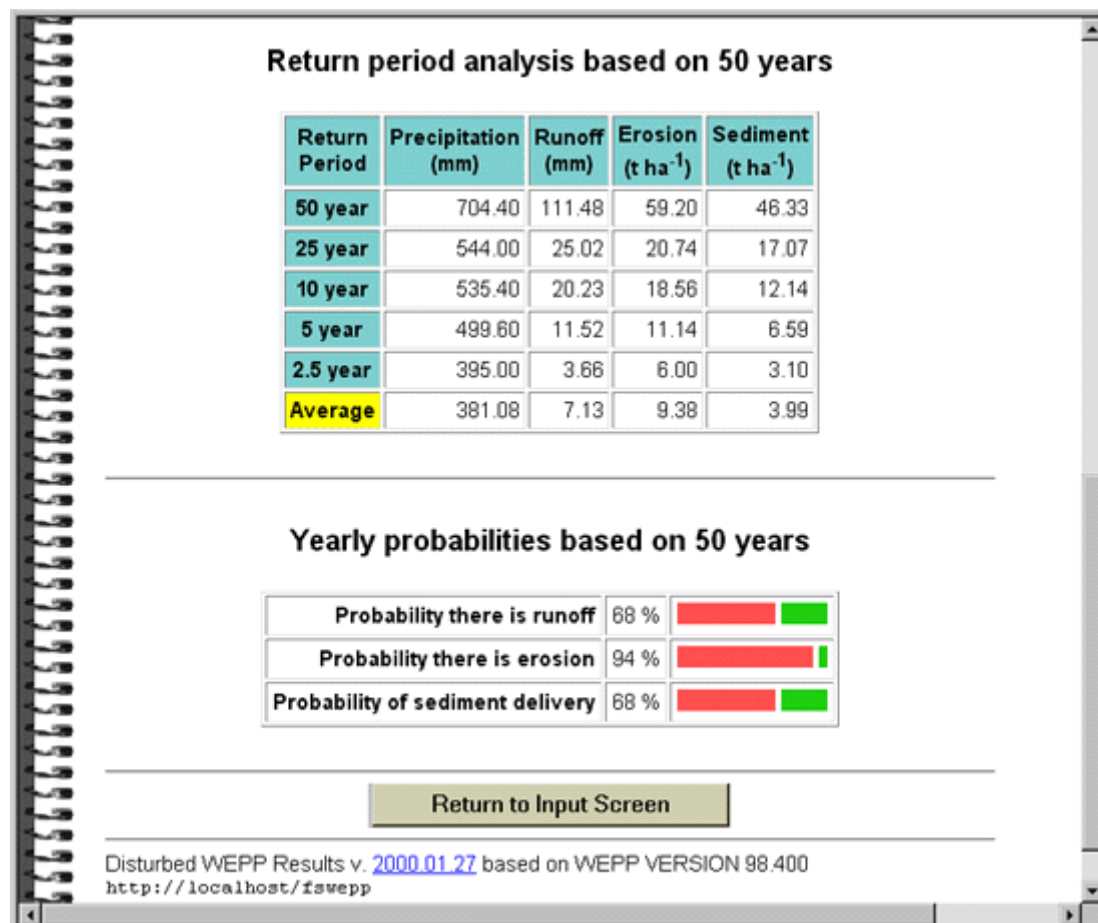 Return period analysis based on 50 years
Return Period Precipitation (mm) Runoff (mm) Erosion (t ha⁻¹) Sediment (t ha⁻¹)
50 year 704.40 111.48 59.20 46.33
25 year 544.00 25.02 20.74 17.07
10 year 535.40 20.23 18.56 12.14
5 year 499.60 11.52 11.14 6.59
2.5 year 395.00 3.66 6.00 3.10
Average 381.08 7.13 9.38 3.99
Yearly probabilities based on 50 years
Probability there is runoff 68 %
Probability there is erosion 94 %
Probability of sediment delivery 68 %
Return to Input Screen
Disturbed WEPP Results v. 2000.01.27 based on WEPP VERSION 98.400
http://localhost/fswepp